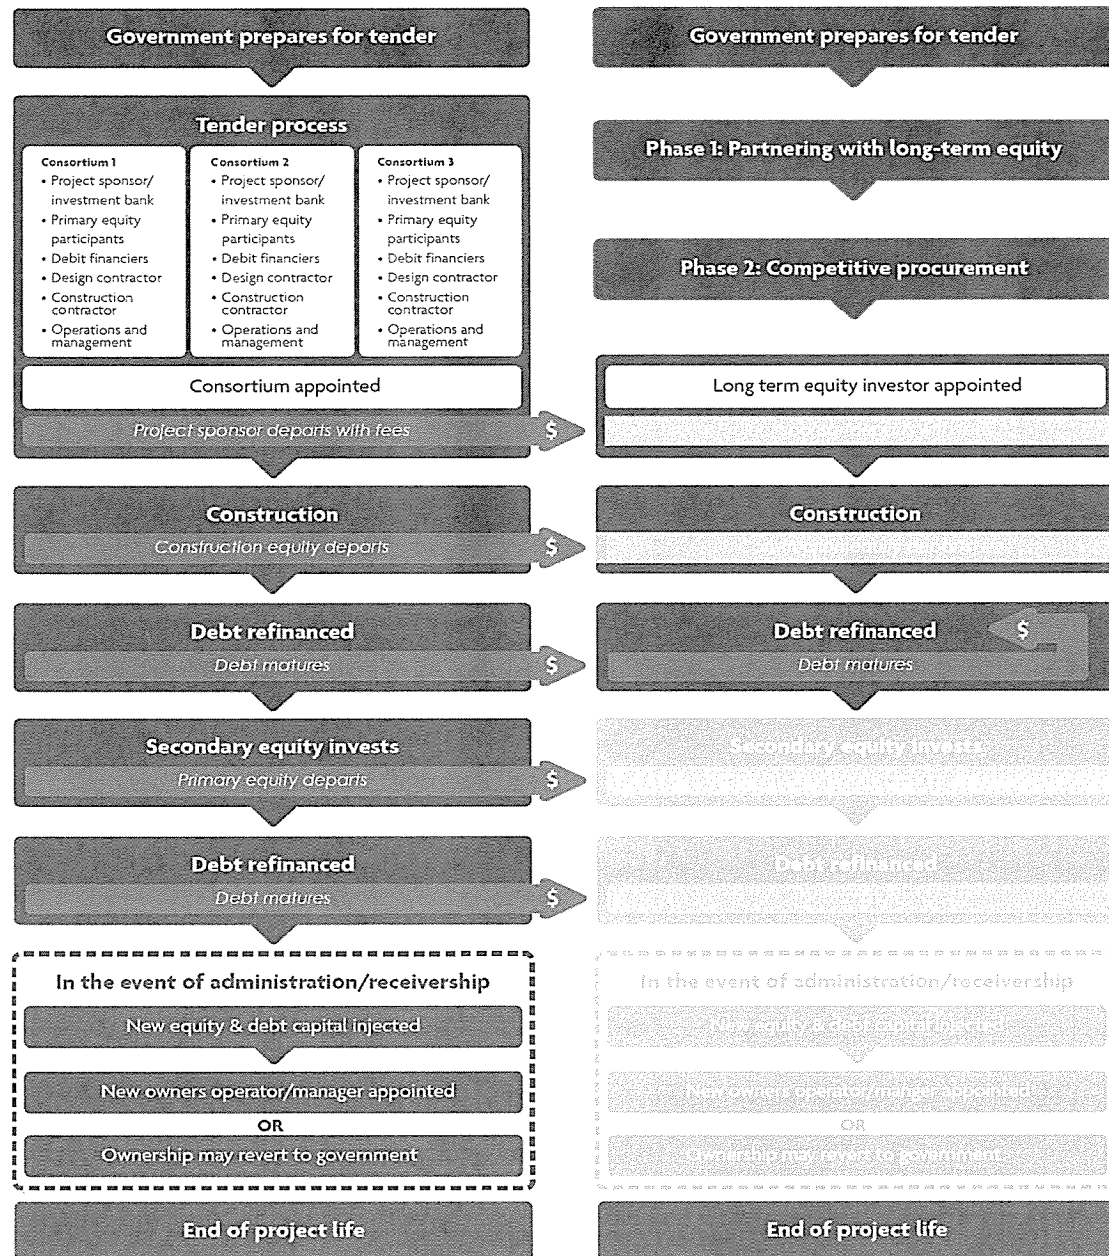 Government prepares for tender
Tender process
Consortium 1
• Project sponsor/
investment bank
• Primary equity
participants
• Debit financiers
• Design contractor
• Construction
contractor
• Operations and
management
Consortium 2
• Project sponsor/
investment bank
• Primary equity
participants
• Debit financiers
• Design contractor
• Construction
contractor
• Operations and
management
Consortium 3
• Project sponsor/
investment bank
• Primary equity
participants
• Debit financiers
• Design contractor
• Construction
contractor
• Operations and
management
Consortium appointed
Project sponsor departs with fees
$
Construction
Construction equity departs
$
Debt refinanced
Debt matures
$
Secondary equity invests
Primary equity departs
$
Debt refinanced
Debt matures
$
In the event of administration/receivership
New equity & debt capital injected
New owners operator/manager appointed
OR
Ownership may revert to government
End of project life
Government prepares for tender
Phase 1: Partnering with long-term equity
Phase 2: Competitive procurement
Long term equity investor appointed
Construction
Debt refinanced
$
Debt matures
Secondary equity invests
Debt refinanced
In the event of administration/receivership
New equity & debt capital injected
New owners operator/manager appointed
OR
Ownership may revert to government
End of project life